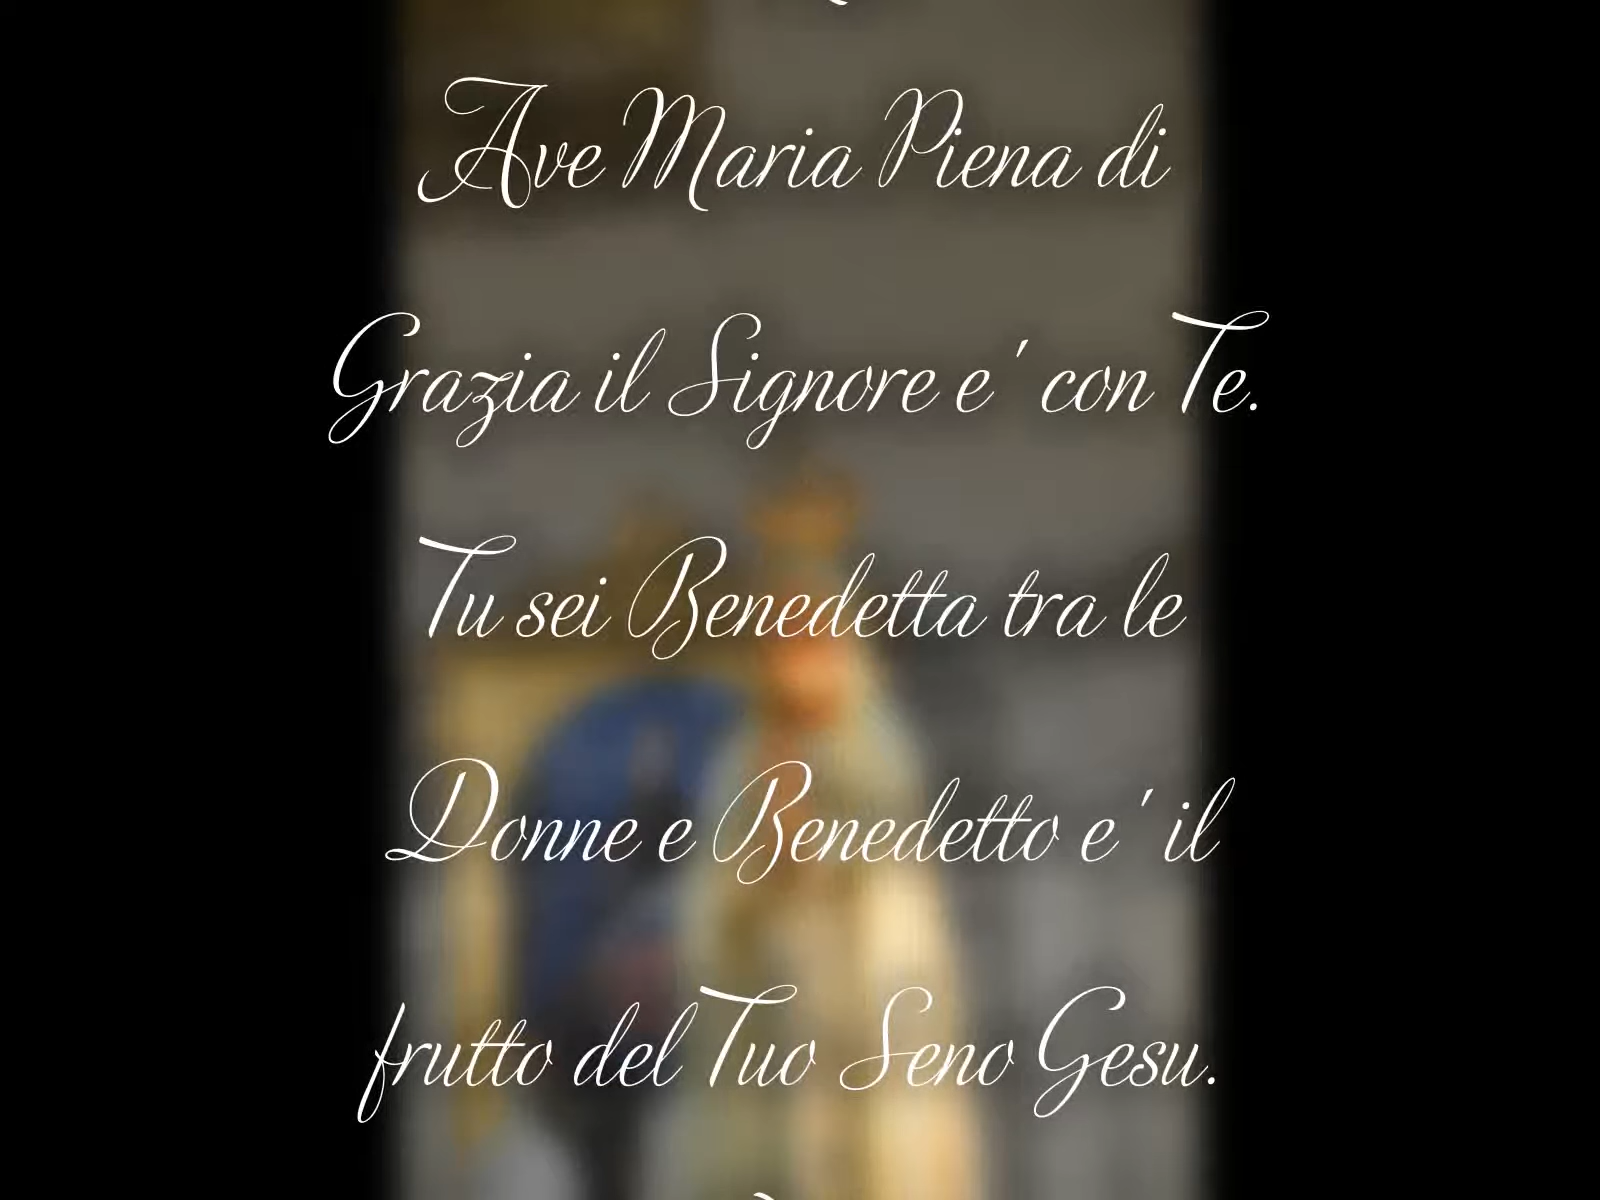 Ave Maria Piena di
Grazia il Signore e' con Te.
Tu sei Benedetta tra le
Donne e Benedetto e' il
frutto del Tuo Seno Gesu.